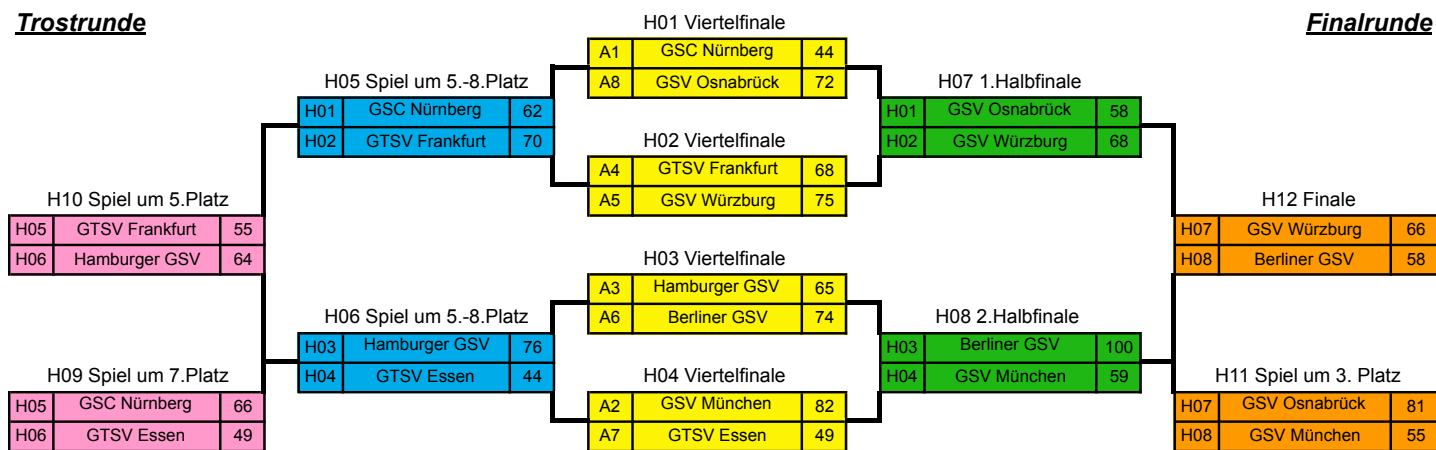 Trostrunde
Finalrunde
H01 Viertelfinale
A1 GSC Nürnberg 44
A8 GSV Osnabrück 72
H05 Spiel um 5.-8.Platz
H01 GSC Nürnberg 62
H02 GTSV Frankfurt 70
H07 1.Halbfinale
H01 GSV Osnabrück 58
H02 GSV Würzburg 68
H02 Viertelfinale
A4 GTSV Frankfurt 68
A5 GSV Würzburg 75
H10 Spiel um 5.Platz
H05 GTSV Frankfurt 55
H06 Hamburger GSV 64
H12 Finale
H07 GSV Würzburg 66
H08 Berliner GSV 58
H03 Viertelfinale
A3 Hamburger GSV 65
A6 Berliner GSV 74
H06 Spiel um 5.-8.Platz
H03 Hamburger GSV 76
H04 GTSV Essen 44
H08 2.Halbfinale
H03 Berliner GSV 100
H04 GSV München 59
H04 Viertelfinale
A2 GSV München 82
A7 GTSV Essen 49
H09 Spiel um 7.Platz
H05 GSC Nürnberg 66
H06 GTSV Essen 49
H11 Spiel um 3. Platz
H07 GSV Osnabrück 81
H08 GSV München 55